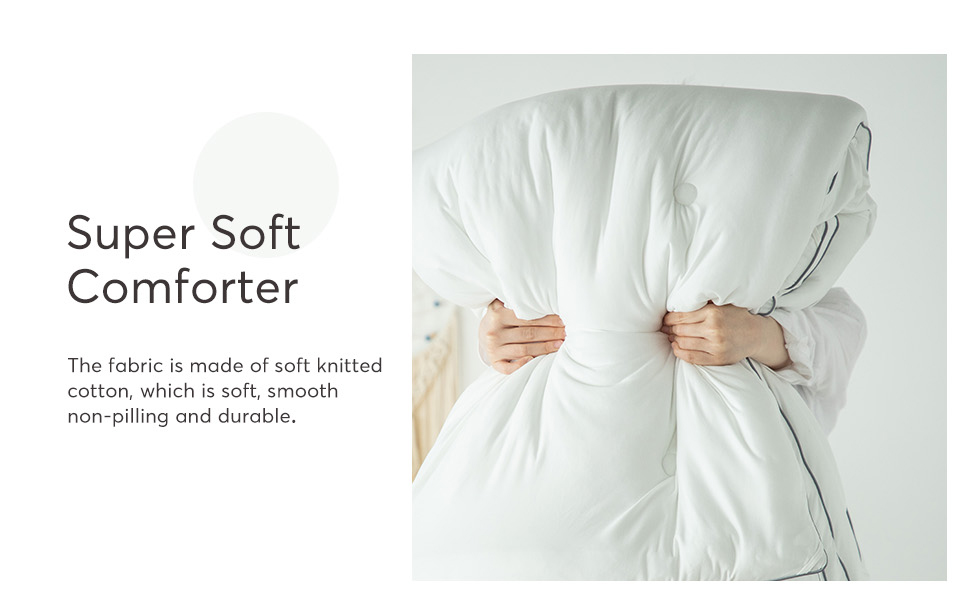 Super Soft
Comforter
The fabric is made of soft knitted
cotton, which is soft, smooth
non-pilling and durable.